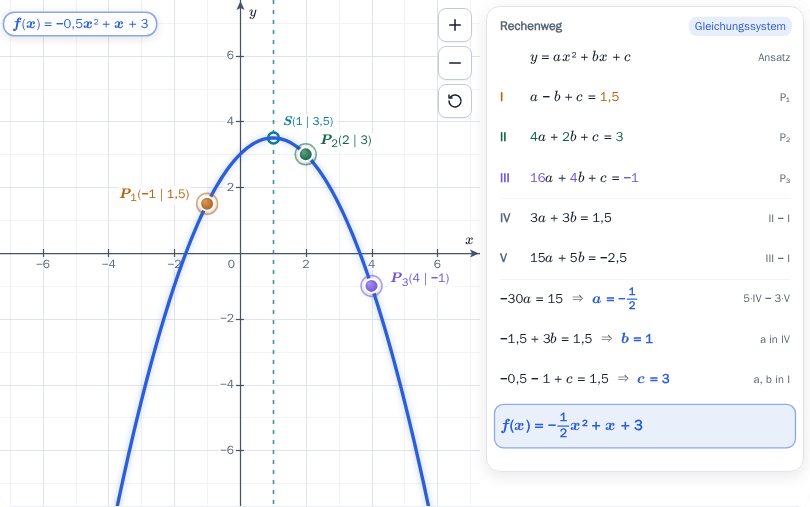 f(x) = −0,5x² + x + 3
y
6
4
2
−2
−4
−6
−6
−4
−2
0
2
4
6
x
S(1 | 3,5)
P₂(2 | 3)
P₁(−1 | 1,5)
P₃(4 | −1)
+
−
Rechenweg
Gleichungssystem
y = ax² + bx + c Ansatz
I a − b + c = 1,5 P₁
II 4a + 2b + c = 3 P₂
III 16a + 4b + c = −1 P₃
IV 3a + 3b = 1,5 II − I
V 15a + 5b = −2,5 III − I
−30a = 15 ⇒ a = −1/2 5·IV − 3·V
−1,5 + 3b = 1,5 ⇒ b = 1 a in IV
−0,5 − 1 + c = 1,5 ⇒ c = 3 a, b in I
f(x) = −1/2x² + x + 3